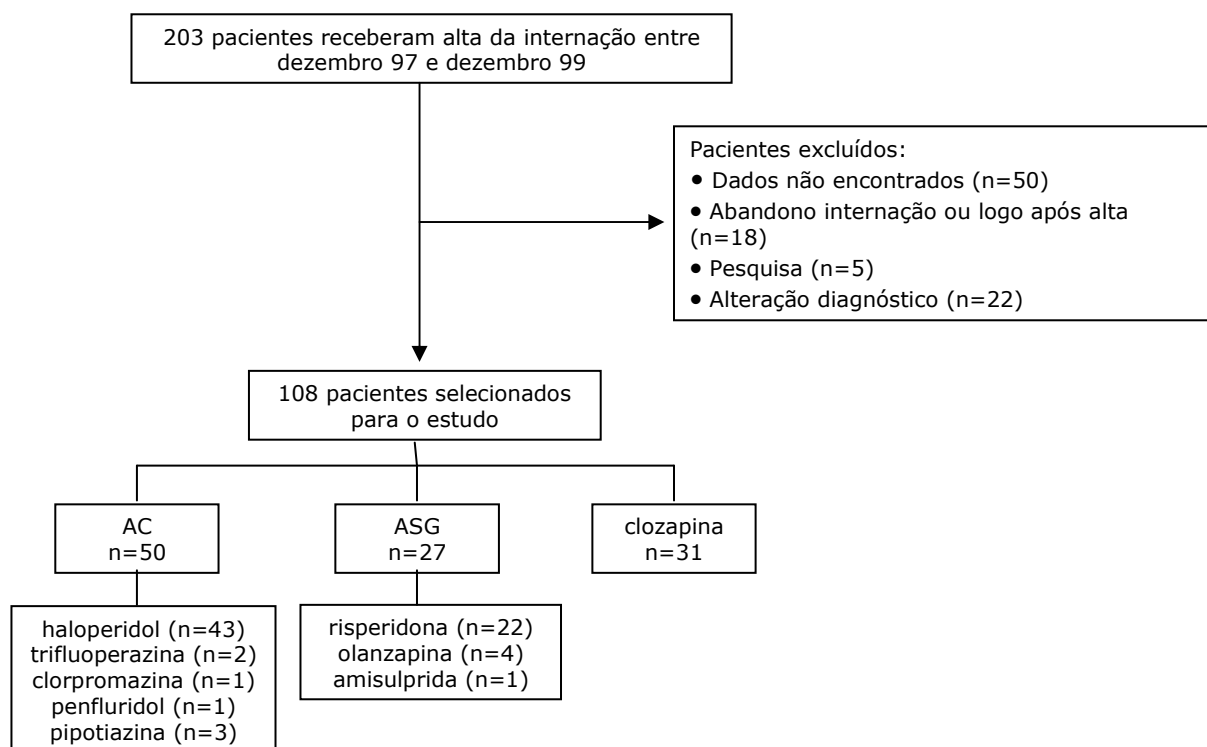 203 pacientes receberam alta da internação entre
dezembro 97 e dezembro 99
Pacientes excluídos:
• Dados não encontrados (n=50)
• Abandono internação ou logo após alta
(n=18)
• Pesquisa (n=5)
• Alteração diagnóstico (n=22)
108 pacientes selecionados
para o estudo
AC
n=50
ASG
n=27
clozapina
n=31
haloperidol (n=43)
trifluoperazina (n=2)
clorpromazina (n=1)
penfluridol (n=1)
pipotiazina (n=3)
risperidona (n=22)
olanzapina (n=4)
amisulprida (n=1)